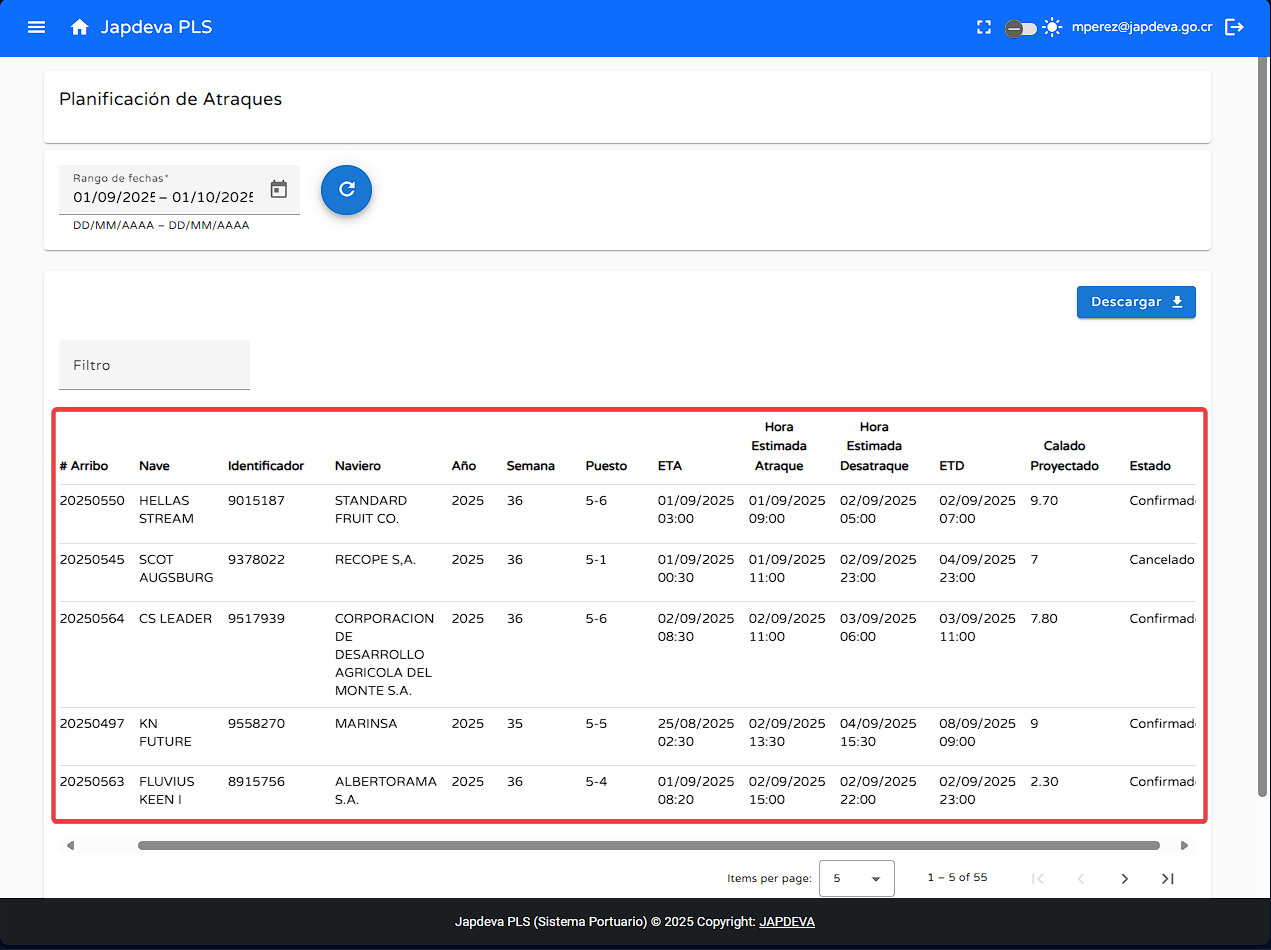 Japdeva PLS
mperez@japdeva.go.cr
Planificación de Atraques
Rango de fechas*
01/09/2025 – 01/10/2025
DD/MM/AAAA – DD/MM/AAAA
Descargar
Filtro
# Arribo Nave Identificador Naviero Año Semana Puesto ETA Hora Estimada Atraque Hora Estimada Desatraque ETD Calado Proyectado Estado
20250550 HELLAS STREAM 9015187 STANDARD FRUIT CO. 2025 36 5-6 01/09/2025 03:00 01/09/2025 09:00 02/09/2025 05:00 02/09/2025 07:00 9.70 Confirmad
20250545 SCOT AUGSBURG 9378022 RECOPE S,A. 2025 36 5-1 01/09/2025 00:30 01/09/2025 11:00 02/09/2025 23:00 04/09/2025 23:00 7 Cancelado
20250564 CS LEADER 9517939 CORPORACION DE DESARROLLO AGRICOLA DEL MONTE S.A. 2025 36 5-6 02/09/2025 08:30 02/09/2025 11:00 03/09/2025 06:00 03/09/2025 11:00 7.80 Confirmad
20250497 KN FUTURE 9558270 MARINSA 2025 35 5-5 25/08/2025 02:30 02/09/2025 13:30 04/09/2025 15:30 08/09/2025 09:00 9 Confirmad
20250563 FLUVIUS KEEN I 8915756 ALBERTORAMA S.A. 2025 36 5-4 01/09/2025 08:20 02/09/2025 15:00 02/09/2025 22:00 02/09/2025 23:00 2.30 Confirmad
Items per page: 5 1 – 5 of 55
Japdeva PLS (Sistema Portuario) © 2025 Copyright: JAPDEVA